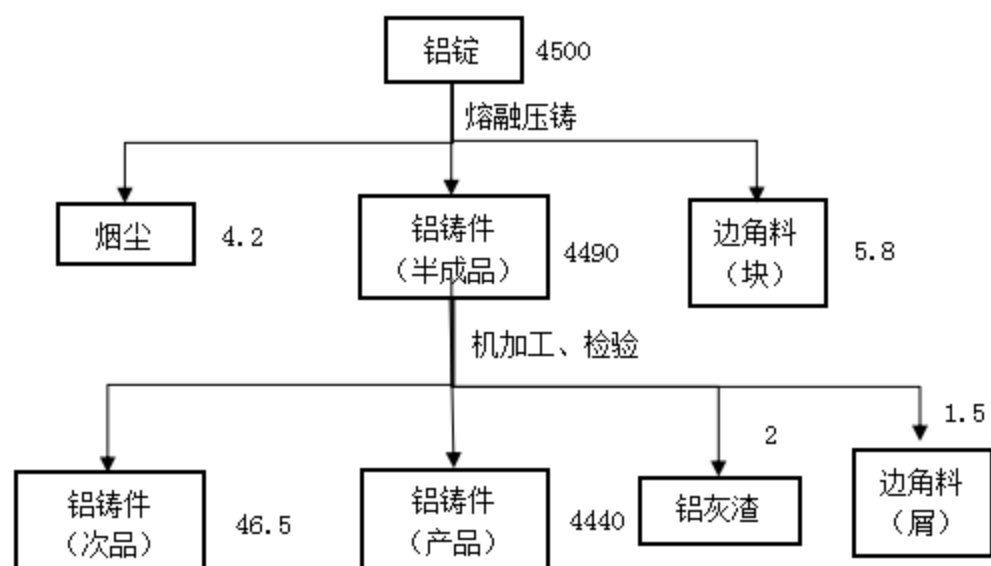 铝锭
4500
熔融压铸
烟尘
4.2
铝铸件
（半成品）
4490
边角料
（块）
5.8
机加工、检验
铝铸件
（次品）
46.5
铝铸件
（产品）
4440
铝灰渣
2
边角料
（屑）
1.5